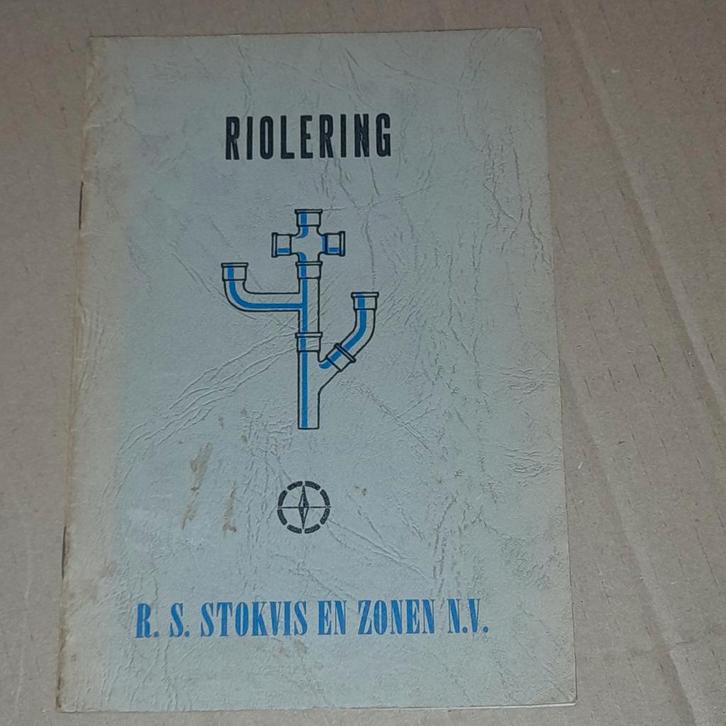 RIOLERING
R. S. STOKVIS EN ZONEN N.V.